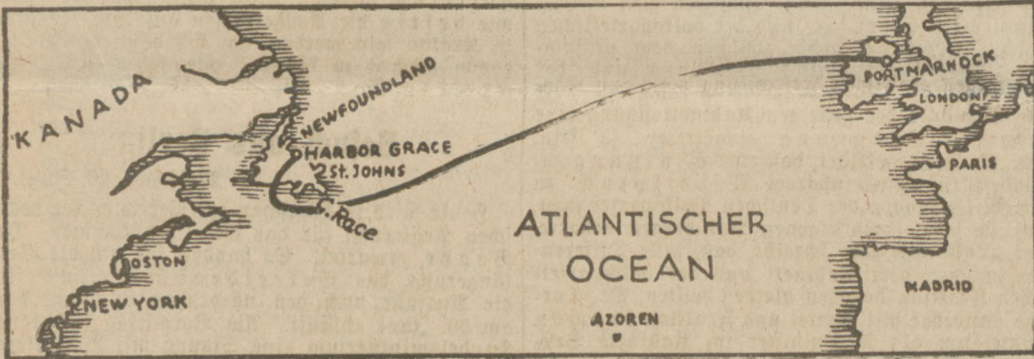 KANADA
NEWFOUNDLAND
HARBOR GRACE
St. JOHNS
C. Race
BOSTON
NEW YORK
ATLANTISCHER
OCEAN
AZOREN
PORTMARNOCK
LONDON
PARIS
MADRID